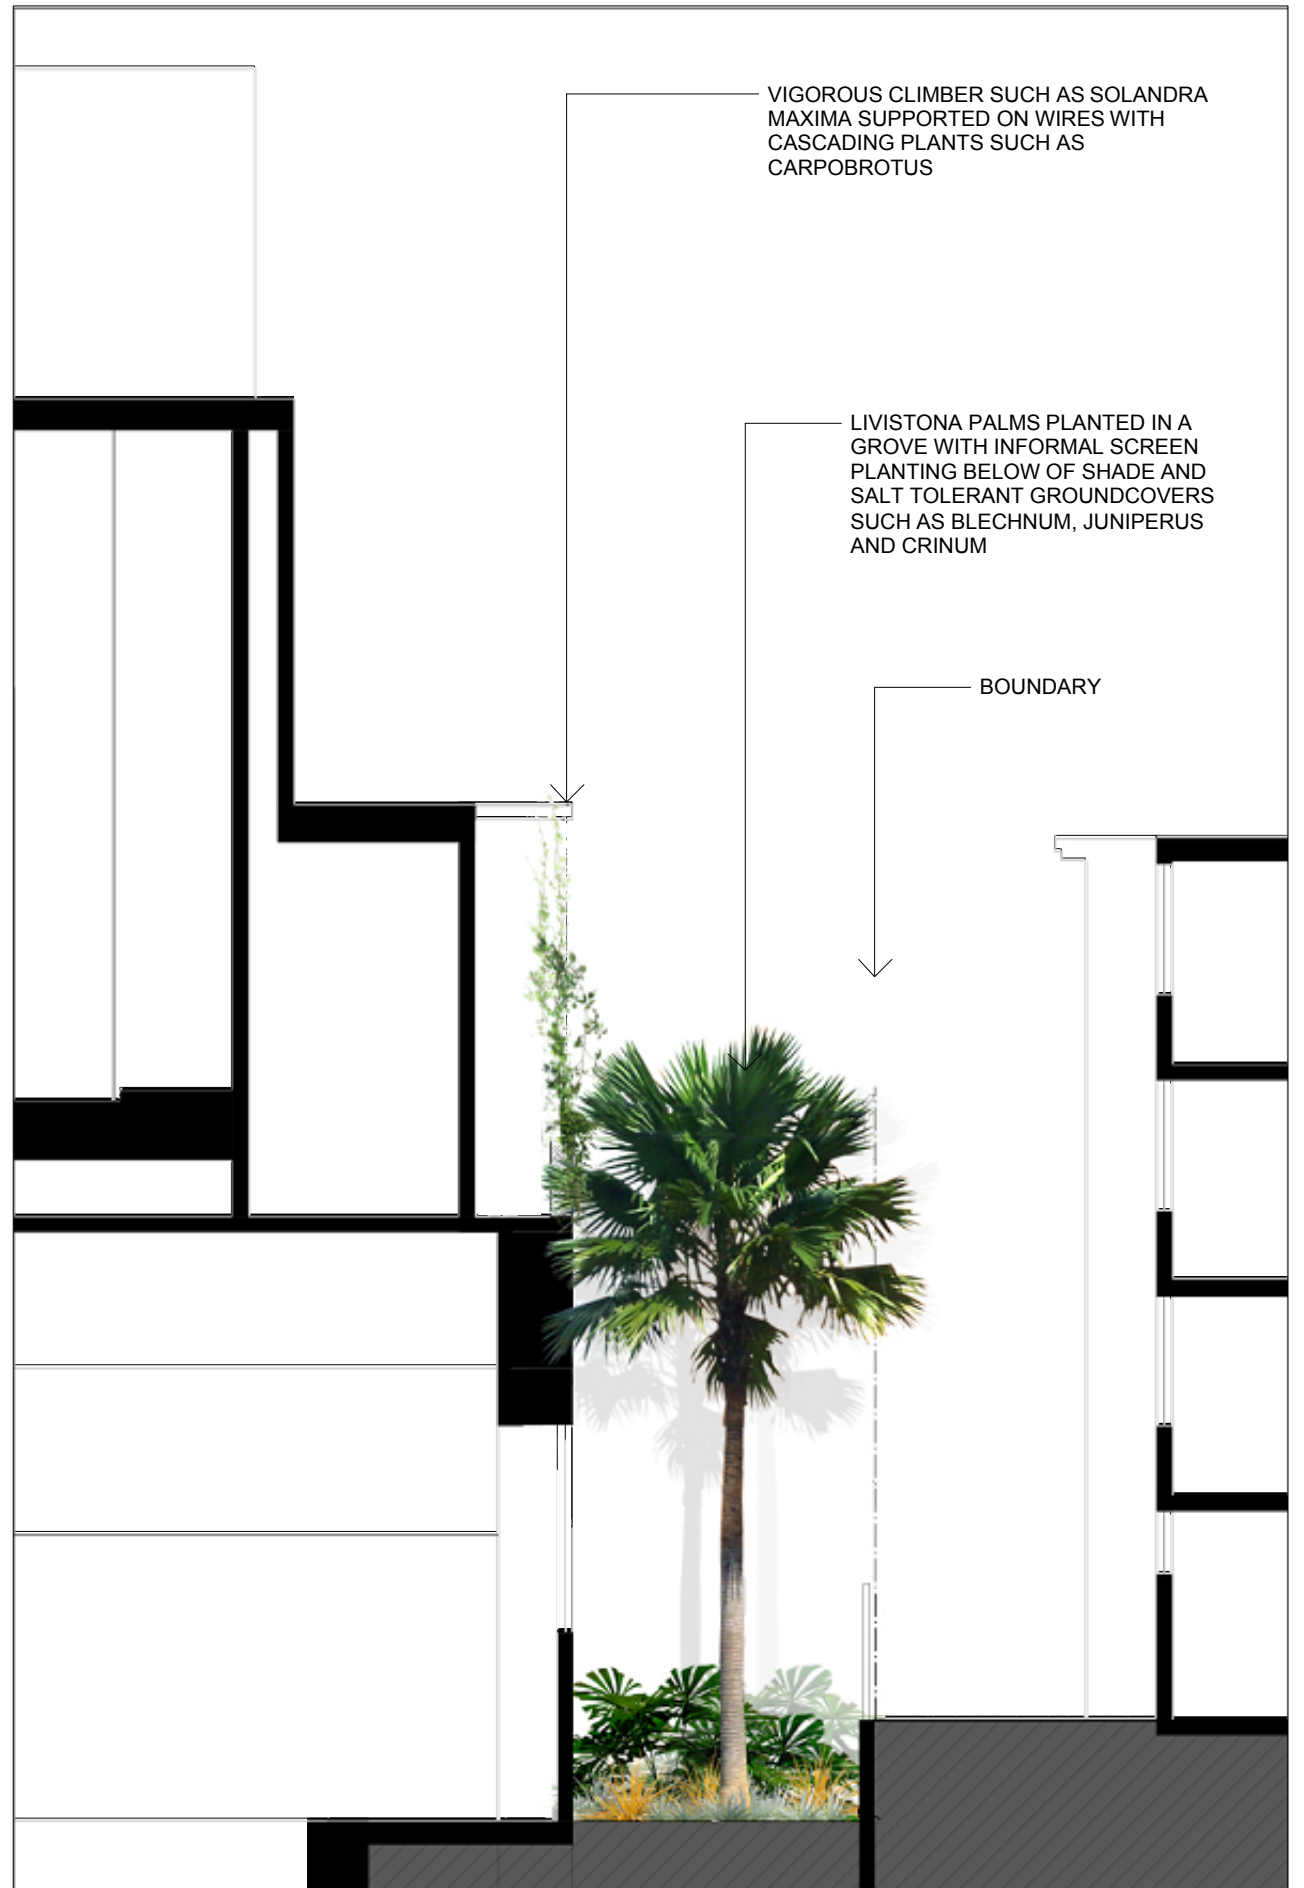 VIGOROUS CLIMBER SUCH AS SOLANDRA
MAXIMA SUPPORTED ON WIRES WITH
CASCADING PLANTS SUCH AS
CARPOBROTUS
LIVISTONA PALMS PLANTED IN A
GROVE WITH INFORMAL SCREEN
PLANTING BELOW OF SHADE AND
SALT TOLERANT GROUNDCOVERS
SUCH AS BLECHNUM, JUNIPERUS
AND CRINUM
BOUNDARY